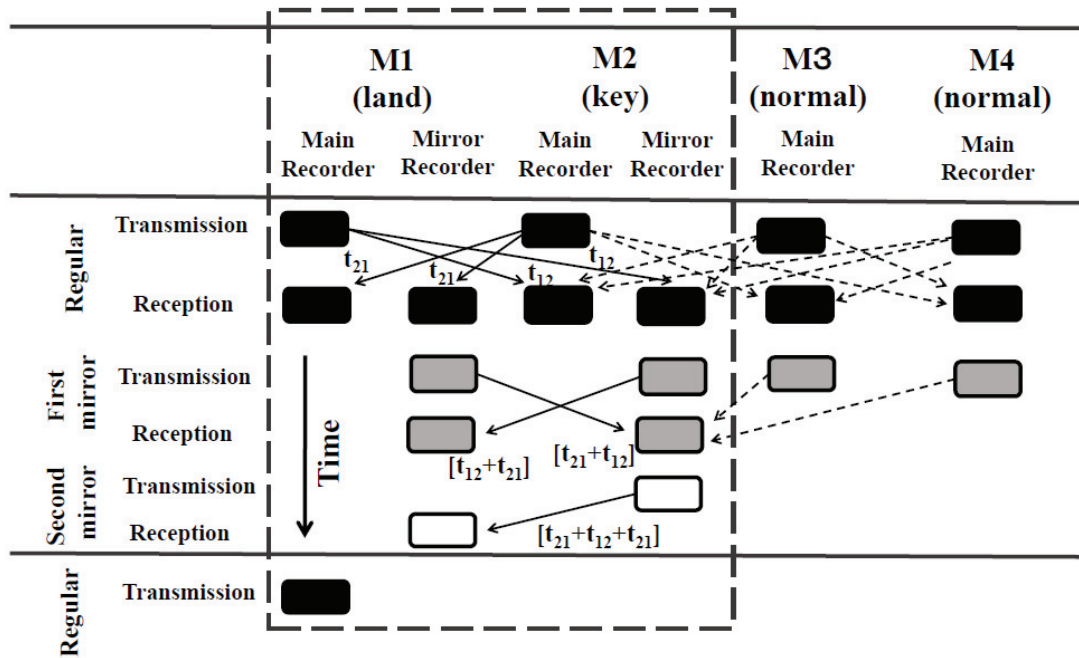 M1
(land)
M2
(key)
M3
(normal)
M4
(normal)
Main
Recorder
Mirror
Recorder
Main
Recorder
Mirror
Recorder
Main
Recorder
Main
Recorder
Regular
Transmission
t21
t21
t12
t12
Reception
First
mirror
Transmission
Reception
[t12+t21]
[t21+t12]
Time
Second
mirror
Transmission
Reception
[t21+t12+t21]
Regular
Transmission